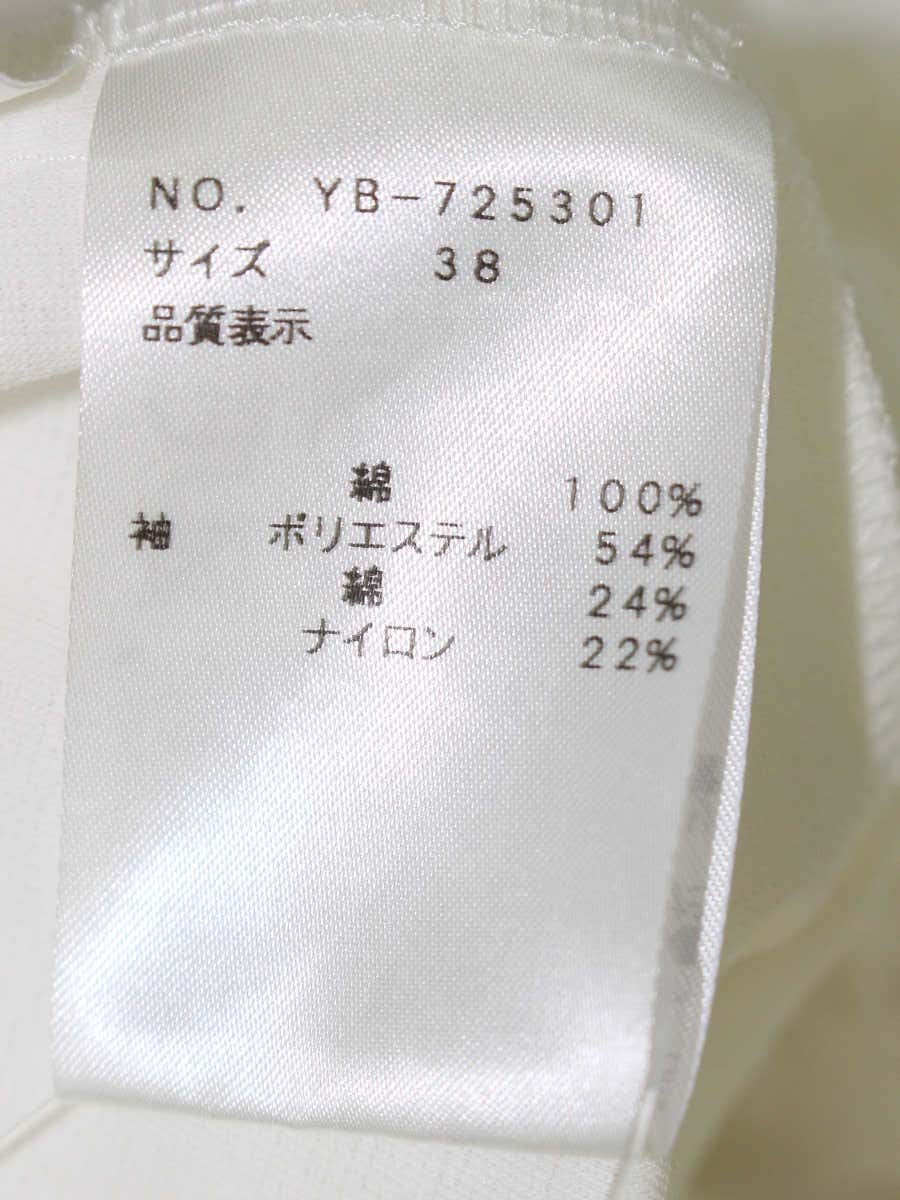 NO. YB-725301
サイズ 38
品質表示
綿 100%
袖 ポリエステル 54%
綿 24%
ナイロン 22%